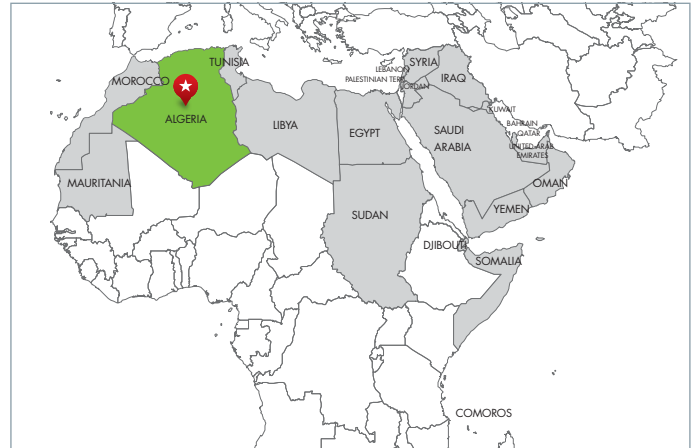 TUNISIA
SYRIA
LEBANON
IRAQ
PALESTINIAN TER
MOROCCO
JORDAN
KUWAIT
ALGERIA
LIBYA
EGYPT
SAUDI
ARABIA
BAHRAIN
QATAR
UNITED ARAB
EMIRATES
MAURITANIA
OMAN
SUDAN
YEMEN
DJIBOUTI
SOMALIA
COMOROS